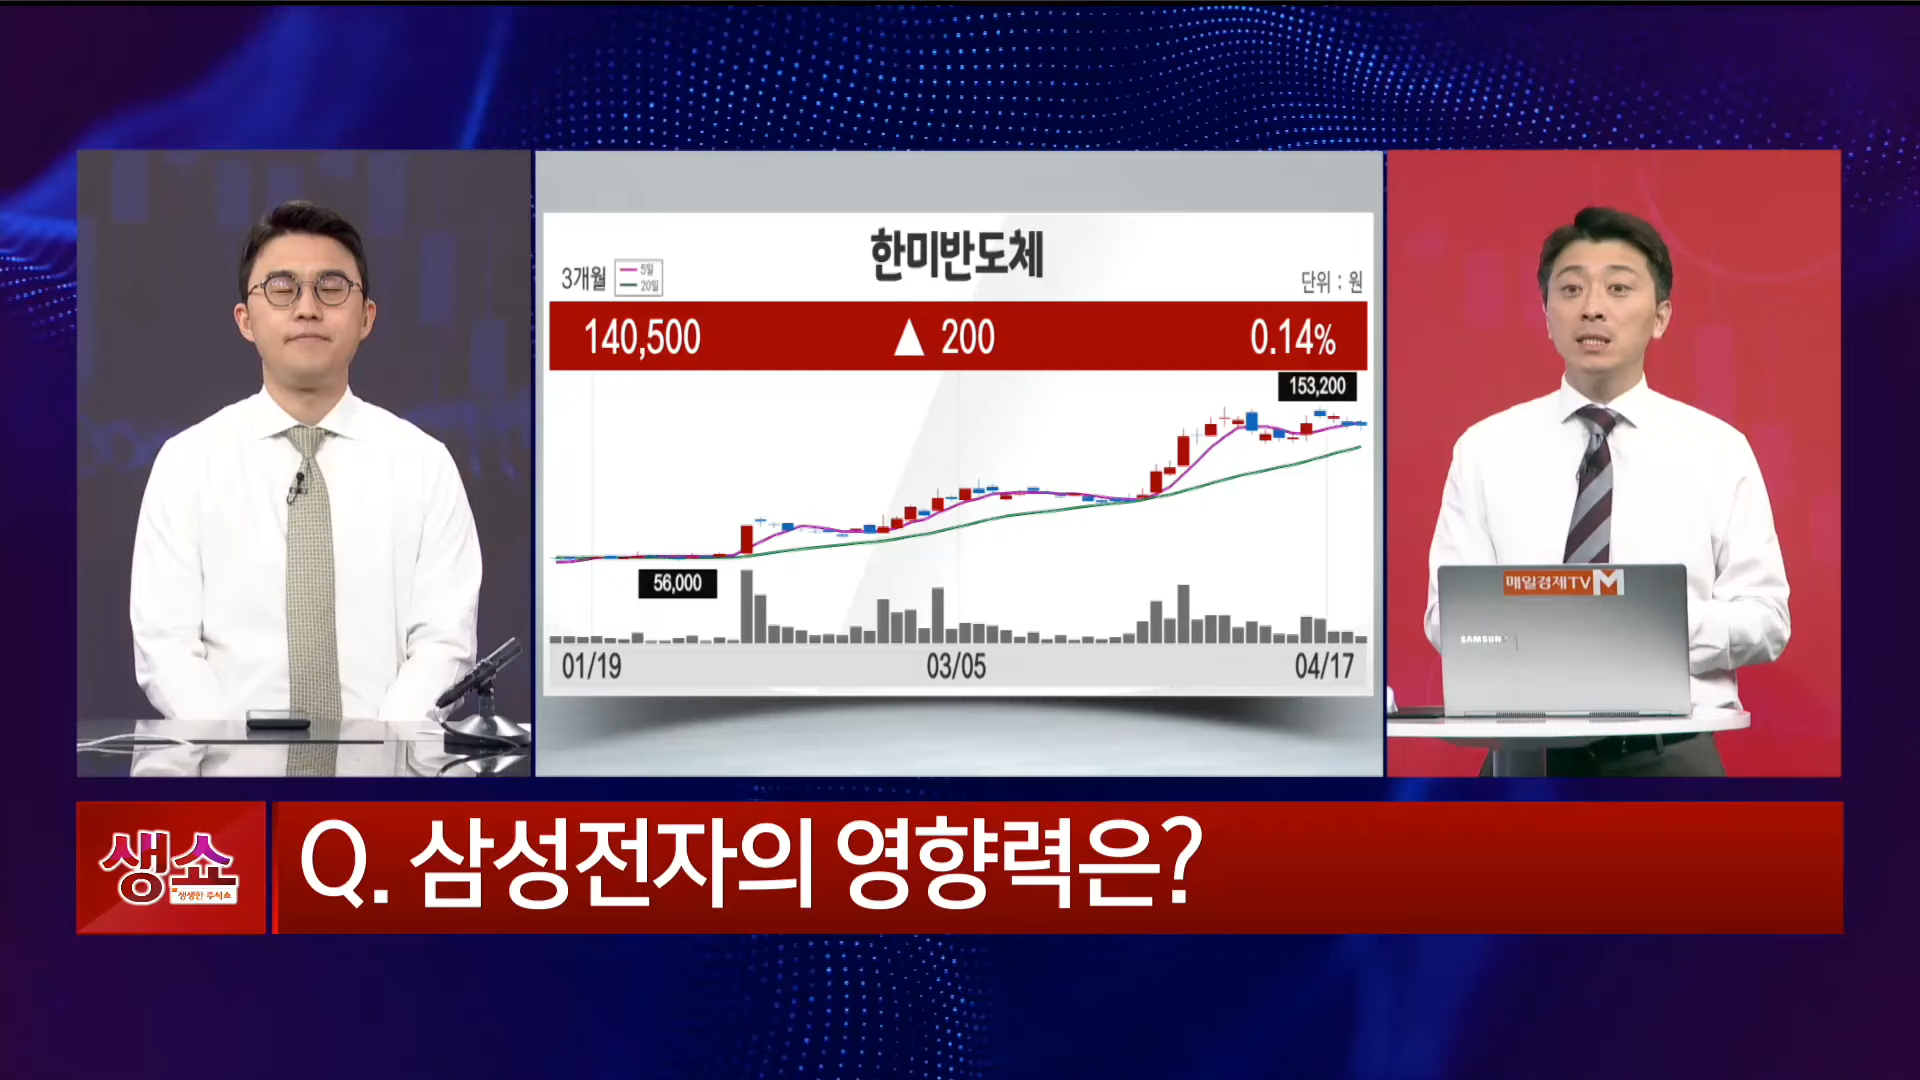 한미반도체
3개월
5일
20일
단위 : 원
140,500 ▲ 200 0.14%
153,200
56,000
01/19 03/05 04/17
매일경제TV M
SAMSUNG
생쇼
생생한 주식쇼
Q. 삼성전자의 영향력은?